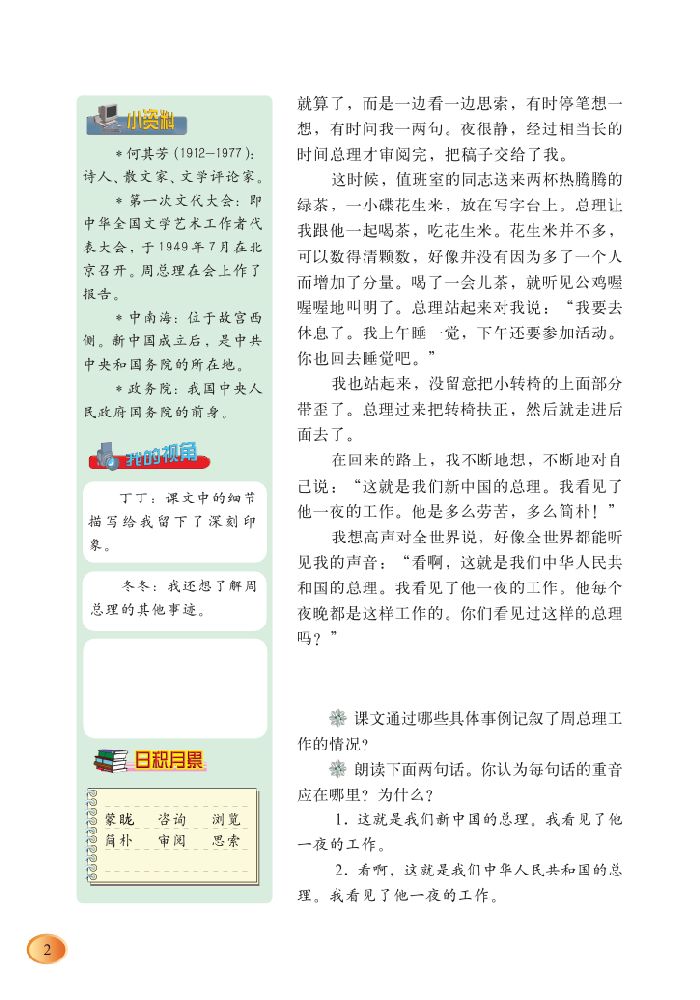 小资料
*何其芳（1912—1977）：
诗人、散文家、文学评论家。
*第一次文代大会：即
中华全国文学艺术工作者代
表大会，于1949年7月在北
京召开。周总理在会上作了
报告。
*中南海：位于故宫西
侧。新中国成立后，是中共
中央和国务院的所在地。
*政务院：我国中央人
民政府国务院的前身。
我的视角
丁丁：课文中的细节
描写给我留下了深刻印
象。
冬冬：我还想了解周
总理的其他事迹。
日积月累
蒙眬 咨询 浏览
简朴 审阅 思索
就算了，而是一边看一边思索，有时停笔想一
想，有时问我一两句。夜很静，经过相当长的
时间总理才审阅完，把稿子交给了我。
这时候，值班室的同志送来两杯热腾腾的
绿茶，一小碟花生米，放在写字台上。总理让
我跟他一起喝茶，吃花生米。花生米并不多，
可以数得清颗数，好像并没有因为多了一个人
而增加了分量。喝了一会儿茶，就听见公鸡喔
喔喔地叫明了。总理站起来对我说：“我要去
休息了。我上午睡一觉，下午还要参加活动。
你也回去睡觉吧。”
我也站起来，没留意把小转椅的上面部分
带歪了。总理过来把转椅扶正，然后就走进后
面去了。
在回来的路上，我不断地想，不断地对自
己说：“这就是我们新中国的总理。我看见了
他一夜的工作。他是多么劳苦，多么简朴！”
我想高声对全世界说，好像全世界都能听
见我的声音：“看啊，这就是我们中华人民共
和国的总理。我看见了他一夜的工作。他每个
夜晚都是这样工作的。你们看见过这样的总理
吗？”
课文通过哪些具体事例记叙了周总理工
作的情况？
朗读下面两句话。你认为每句话的重音
应在哪里？为什么？
1．这就是我们新中国的总理。我看见了他
一夜的工作。
2．看啊，这就是我们中华人民共和国的总
理。我看见了他一夜的工作。
2